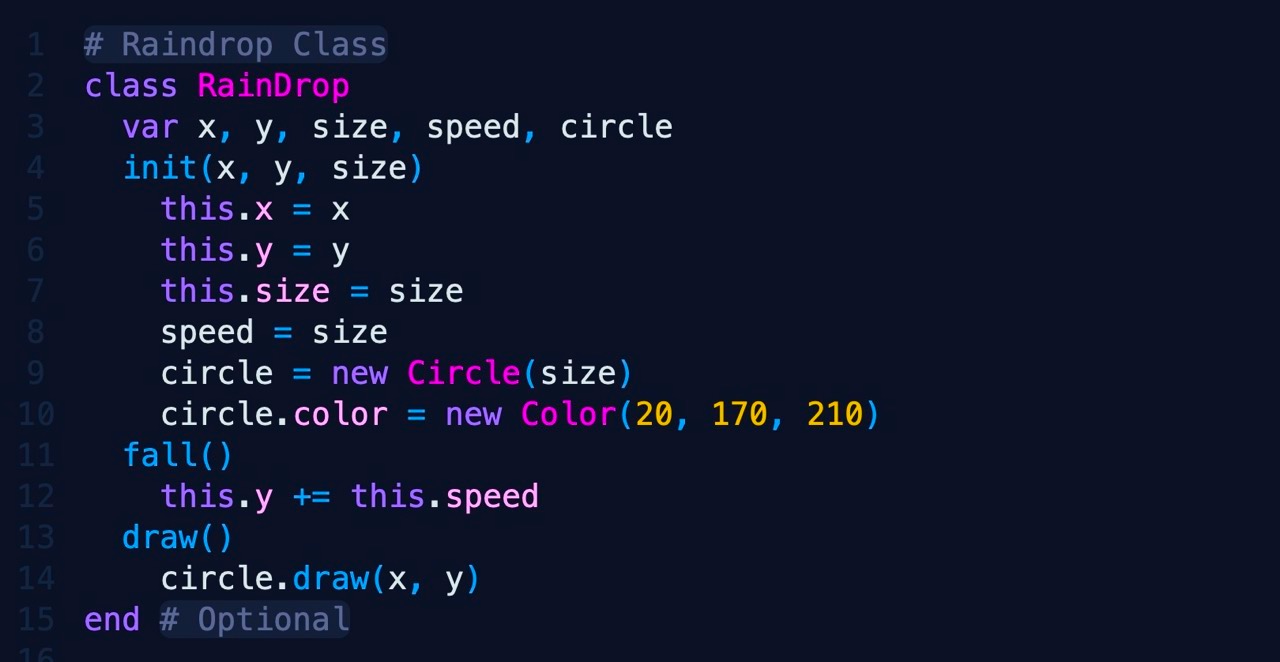 1 # Raindrop Class
2 class RainDrop
3 var x, y, size, speed, circle
4 init(x, y, size)
5 this.x = x
6 this.y = y
7 this.size = size
8 speed = size
9 circle = new Circle(size)
10 circle.color = new Color(20, 170, 210)
11 fall()
12 this.y += this.speed
13 draw()
14 circle.draw(x, y)
15 end # Optional
16